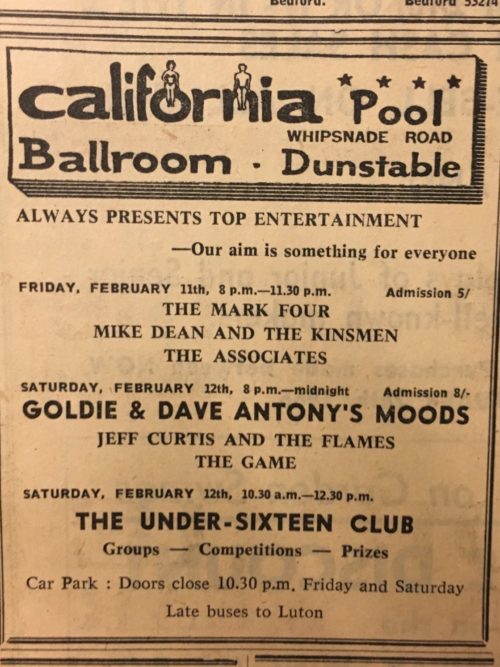 Bedford. Bedford 53274
california Pool
WHIPSNADE ROAD
Ballroom · Dunstable
ALWAYS PRESENTS TOP ENTERTAINMENT
—Our aim is something for everyone
FRIDAY, FEBRUARY 11th, 8 p.m.—11.30 p.m. Admission 5/
THE MARK FOUR
MIKE DEAN AND THE KINSMEN
THE ASSOCIATES
SATURDAY, FEBRUARY 12th, 8 p.m.—midnight Admission 8/-
GOLDIE & DAVE ANTONY'S MOODS
JEFF CURTIS AND THE FLAMES
THE GAME
SATURDAY, FEBRUARY 12th, 10.30 a.m.—12.30 p.m.
THE UNDER-SIXTEEN CLUB
Groups — Competitions — Prizes
Car Park : Doors close 10.30 p.m. Friday and Saturday
Late buses to Luton